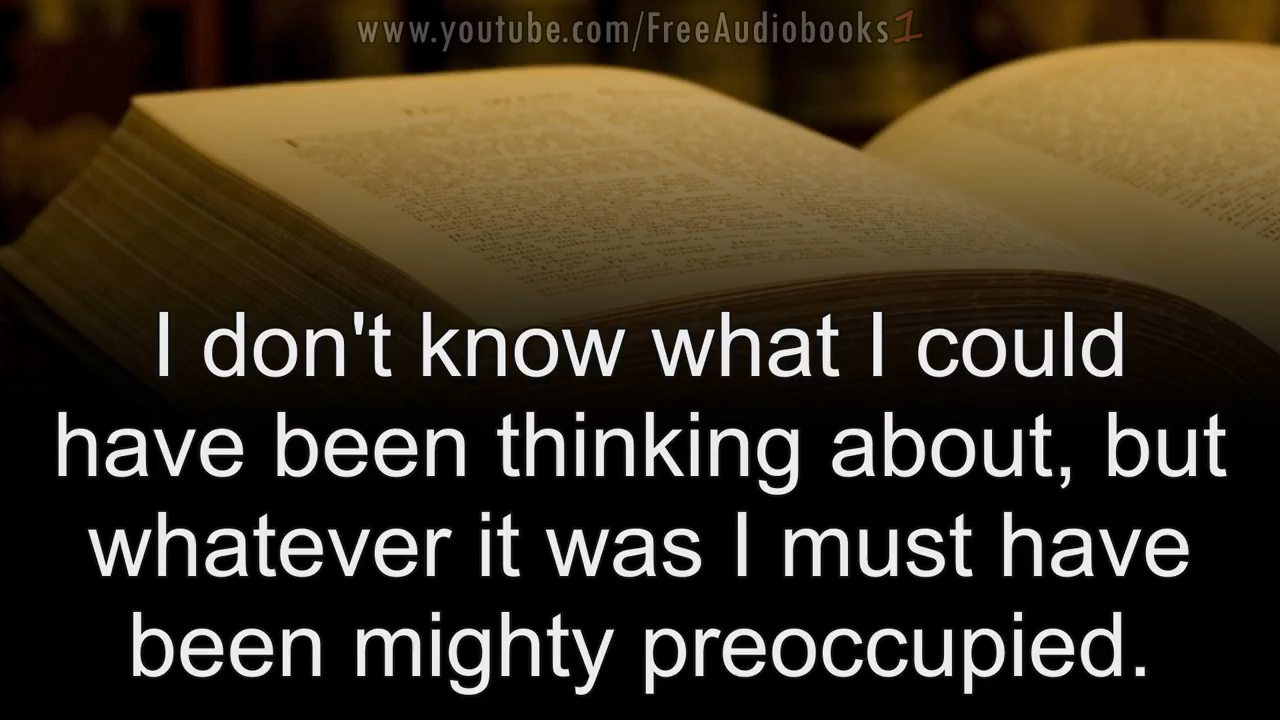 www.youtube.com/FreeAudiobooks1
I don't know what I could
have been thinking about, but
whatever it was I must have
been mighty preoccupied.